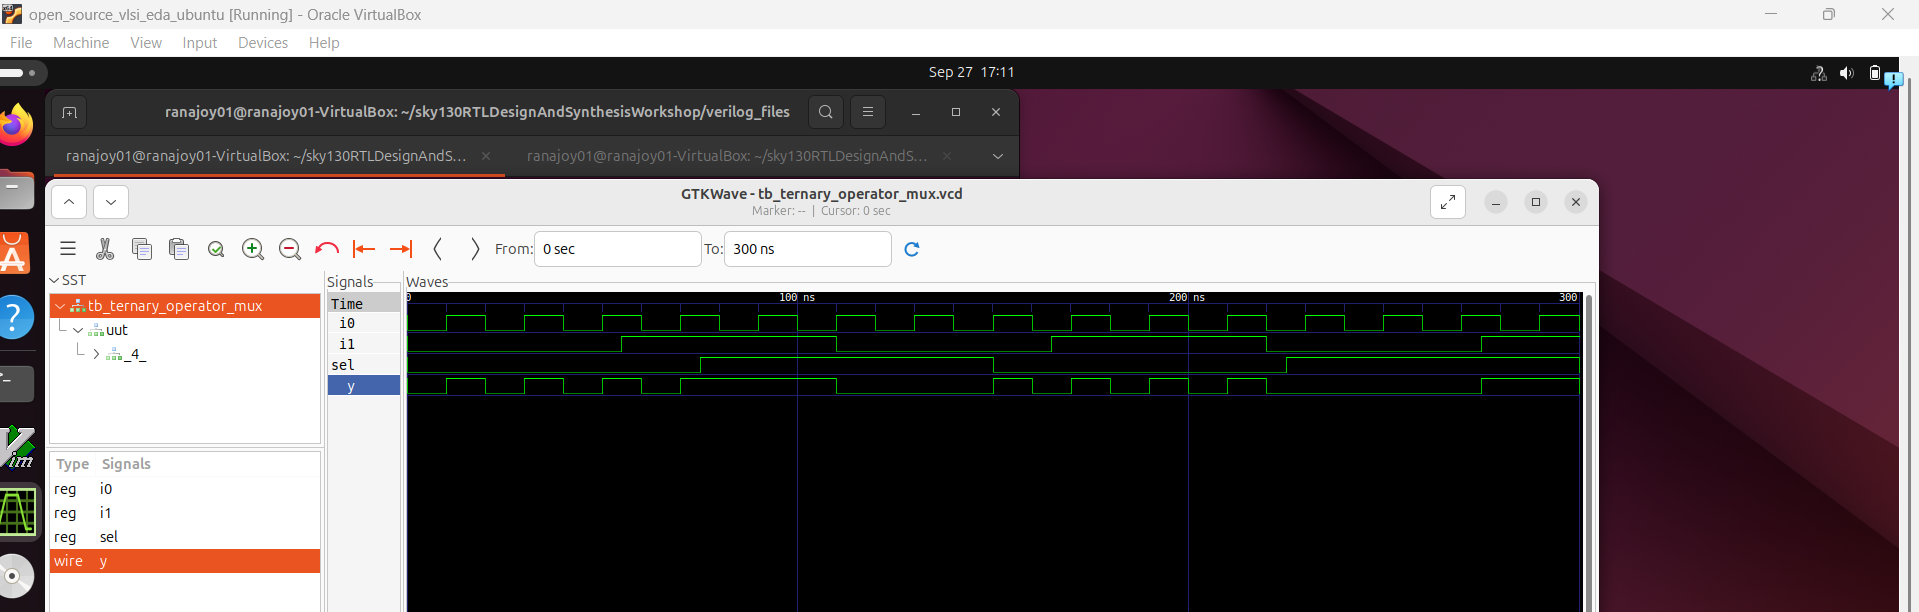 open_source_vlsi_eda_ubuntu [Running] - Oracle VirtualBox
File Machine View Input Devices Help
Sep 27 17:11
ranajoy01@ranajoy01-VirtualBox: ~/sky130RTLDesignAndSynthesisWorkshop/verilog_files
ranajoy01@ranajoy01-VirtualBox: ~/sky130RTLDesignAndS... ranajoy01@ranajoy01-VirtualBox: ~/sky130RTLDesignAndS...
GTKWave - tb_ternary_operator_mux.vcd
Marker: -- | Cursor: 0 sec
From: 0 sec To: 300 ns
SST
tb_ternary_operator_mux
uut
_4_
Type Signals
reg i0
reg i1
reg sel
wire y
Signals
Time
i0
i1
sel
y
Waves
0 100 ns 200 ns 300